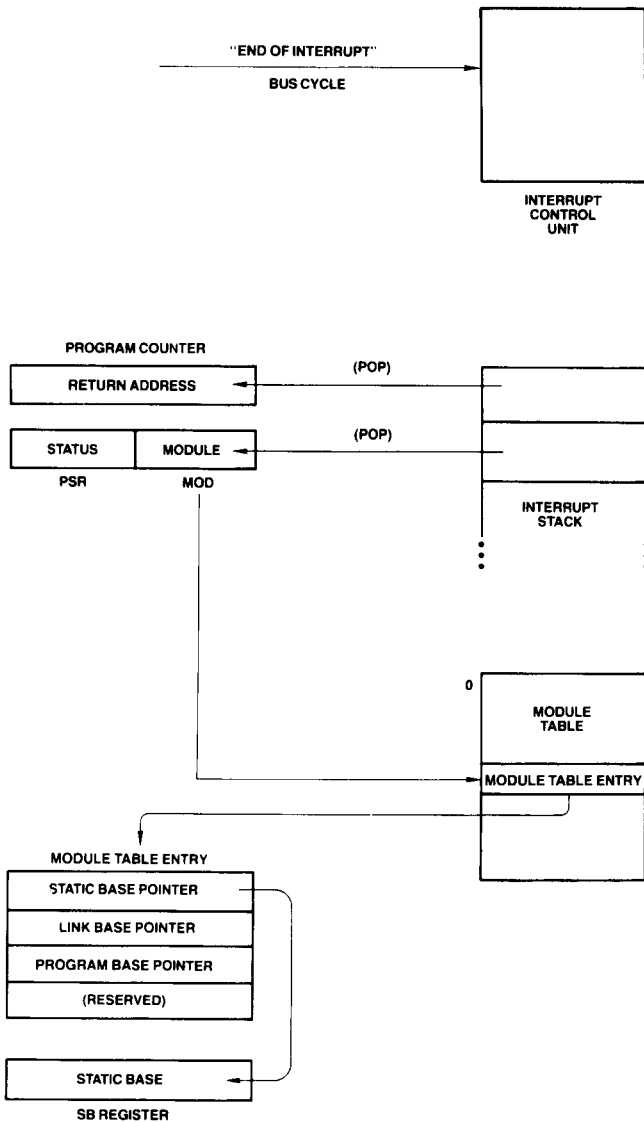 "END OF INTERRUPT"
BUS CYCLE
INTERRUPT
CONTROL
UNIT
PROGRAM COUNTER
RETURN ADDRESS
(POP)
STATUS
MODULE
(POP)
PSR
MOD
INTERRUPT
STACK
0
MODULE
TABLE
MODULE TABLE ENTRY
MODULE TABLE ENTRY
STATIC BASE POINTER
LINK BASE POINTER
PROGRAM BASE POINTER
(RESERVED)
STATIC BASE
SB REGISTER